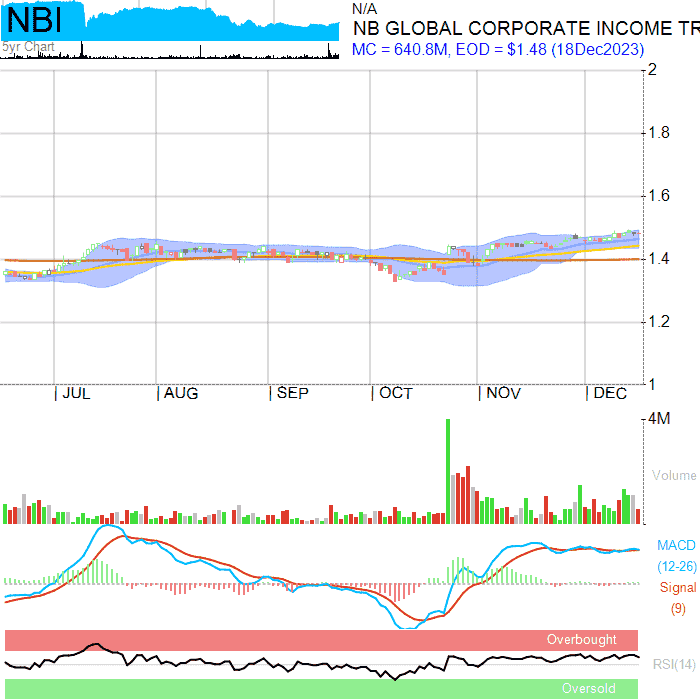 NBI
5yr Chart
N/A
NB GLOBAL CORPORATE INCOME TR
MC = 640.8M, EOD = $1.48 (18Dec2023)
2
1.8
1.6
1.4
1.2
1
JUL AUG SEP OCT NOV DEC
4M
Volume
MACD
(12-26)
Signal
(9)
Overbought
RSI(14)
Oversold